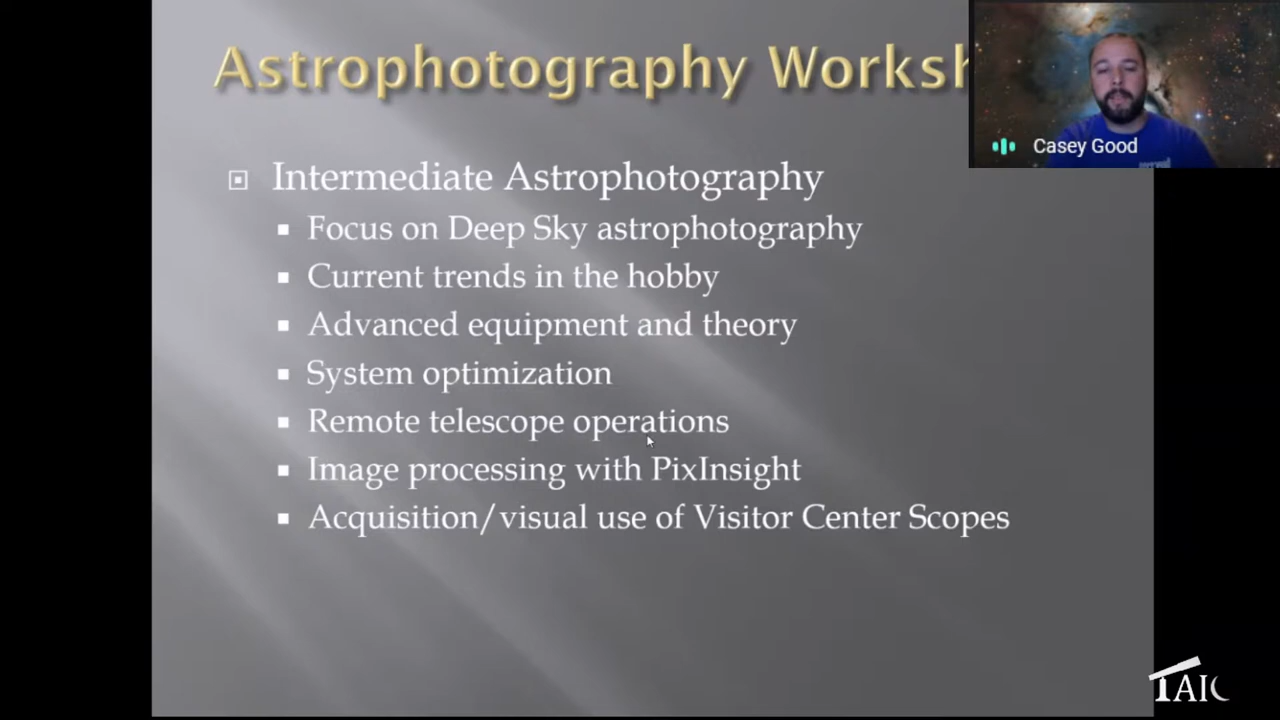 Astrophotography Worksh
Casey Good
Intermediate Astrophotography
Focus on Deep Sky astrophotography
Current trends in the hobby
Advanced equipment and theory
System optimization
Remote telescope operations
Image processing with PixInsight
Acquisition/visual use of Visitor Center Scopes
TAIC